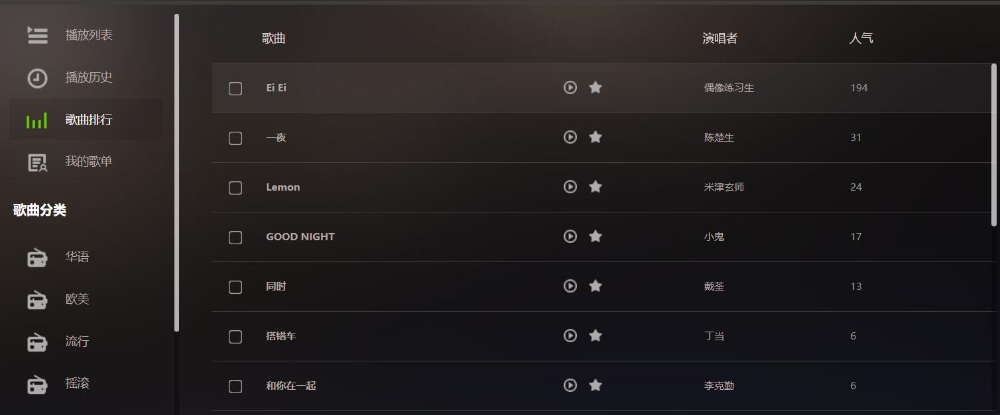 播放列表
播放历史
歌曲排行
我的歌单
歌曲分类
华语
欧美
流行
摇滚
歌曲 演唱者 人气
Ei Ei 偶像练习生 194
一夜 陈楚生 31
Lemon 米津玄师 24
GOOD NIGHT 小鬼 17
同时 戴荃 13
搭错车 丁当 6
和你在一起 李克勤 6